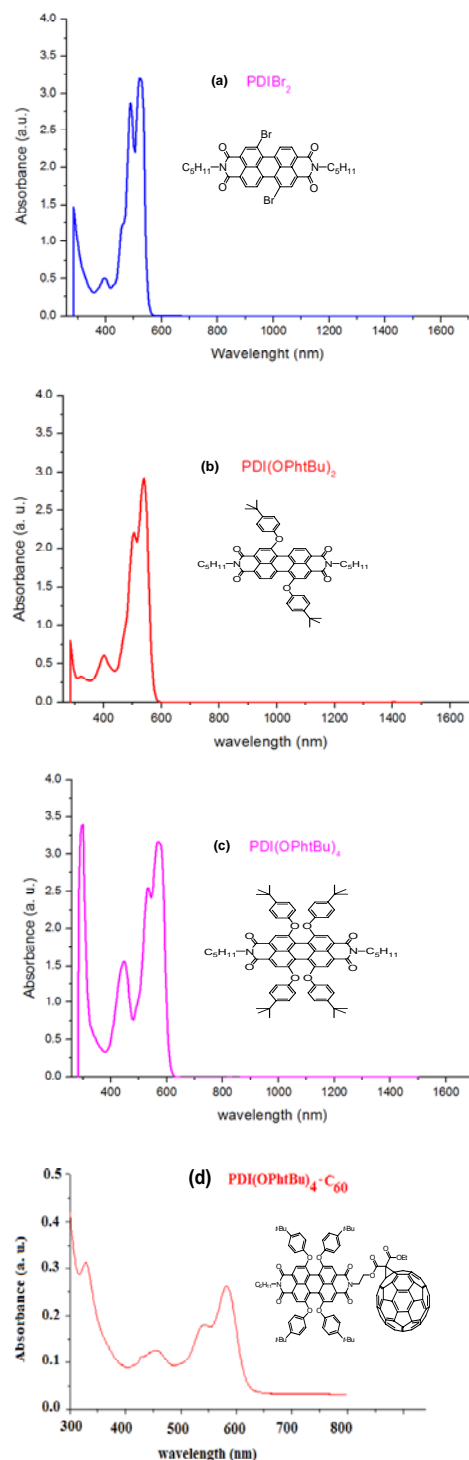 4.0
3.5
3.0
2.5
2.0
1.5
1.0
0.5
0.0
Absorbance (a.u.)
(a) PDIBr2
Br
O O
C5H11-N N-C5H11
O O
Br
400 600 800 1000 1200 1400 1600
Wavelenght (nm)
4.0
3.5
3.0
2.5
2.0
1.5
1.0
0.5
0.0
Absorbance (a. u.)
(b) PDI(OPhtBu)2
O
O O
C5H11-N N-C5H11
O O
O
400 600 800 1000 1200 1400 1600
wavelength (nm)
4.0
3.5
3.0
2.5
2.0
1.5
1.0
0.5
0.0
Absorbance (a. u.)
(c) PDI(OPhtBu)4
O O
O O
C5H11-N N-C5H11
O O
O O
400 600 800 1000 1200 1400 1600
wavelength (nm)
0.5
0.4
0.3
0.2
0.1
0.0
Absorbance (a. u.)
(d) PDI(OPhtBu)4-C60
t-Bu t-Bu
O O
O O O O OEt
C5H11-N N O
O O
O O
t-Bu t-Bu
300 400 500 600 700 800
wavelength (nm)